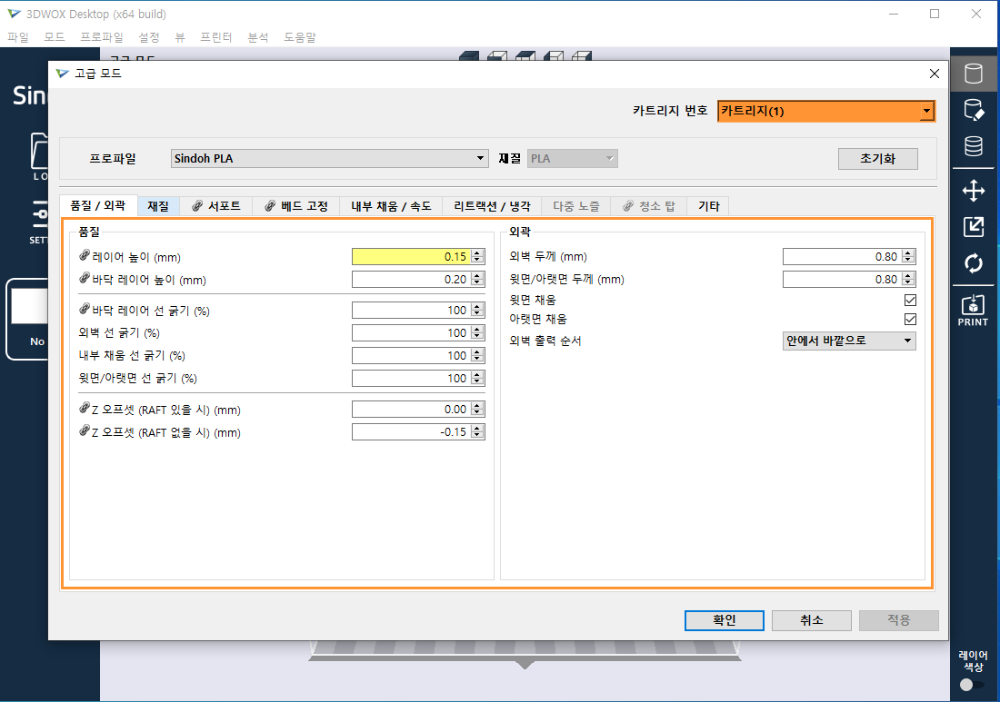 3DWOX Desktop (x64 build)
파일 모드 프로파일 설정 뷰 프린터 분석 도움말
고급 모드
카트리지 번호 카트리지(1)
프로파일 Sindoh PLA 재질 PLA 초기화
품질 / 외곽 재질 서포트 베드 고정 내부 채움 / 속도 리트랙션 / 냉각 다중 노즐 청소 탑 기타
품질
레이어 높이 (mm) 0.15
바닥 레이어 높이 (mm) 0.20
바닥 레이어 선 굵기 (%) 100
외벽 선 굵기 (%) 100
내부 채움 선 굵기 (%) 100
윗면/아랫면 선 굵기 (%) 100
Z 오프셋 (RAFT 있을 시) (mm) 0.00
Z 오프셋 (RAFT 없을 시) (mm) -0.15
외곽
외벽 두께 (mm) 0.80
윗면/아랫면 두께 (mm) 0.80
윗면 채움
아랫면 채움
외벽 출력 순서 안에서 바깥으로
확인 취소 적용
Sin
LO
SET
No
PRINT
레이어
색상